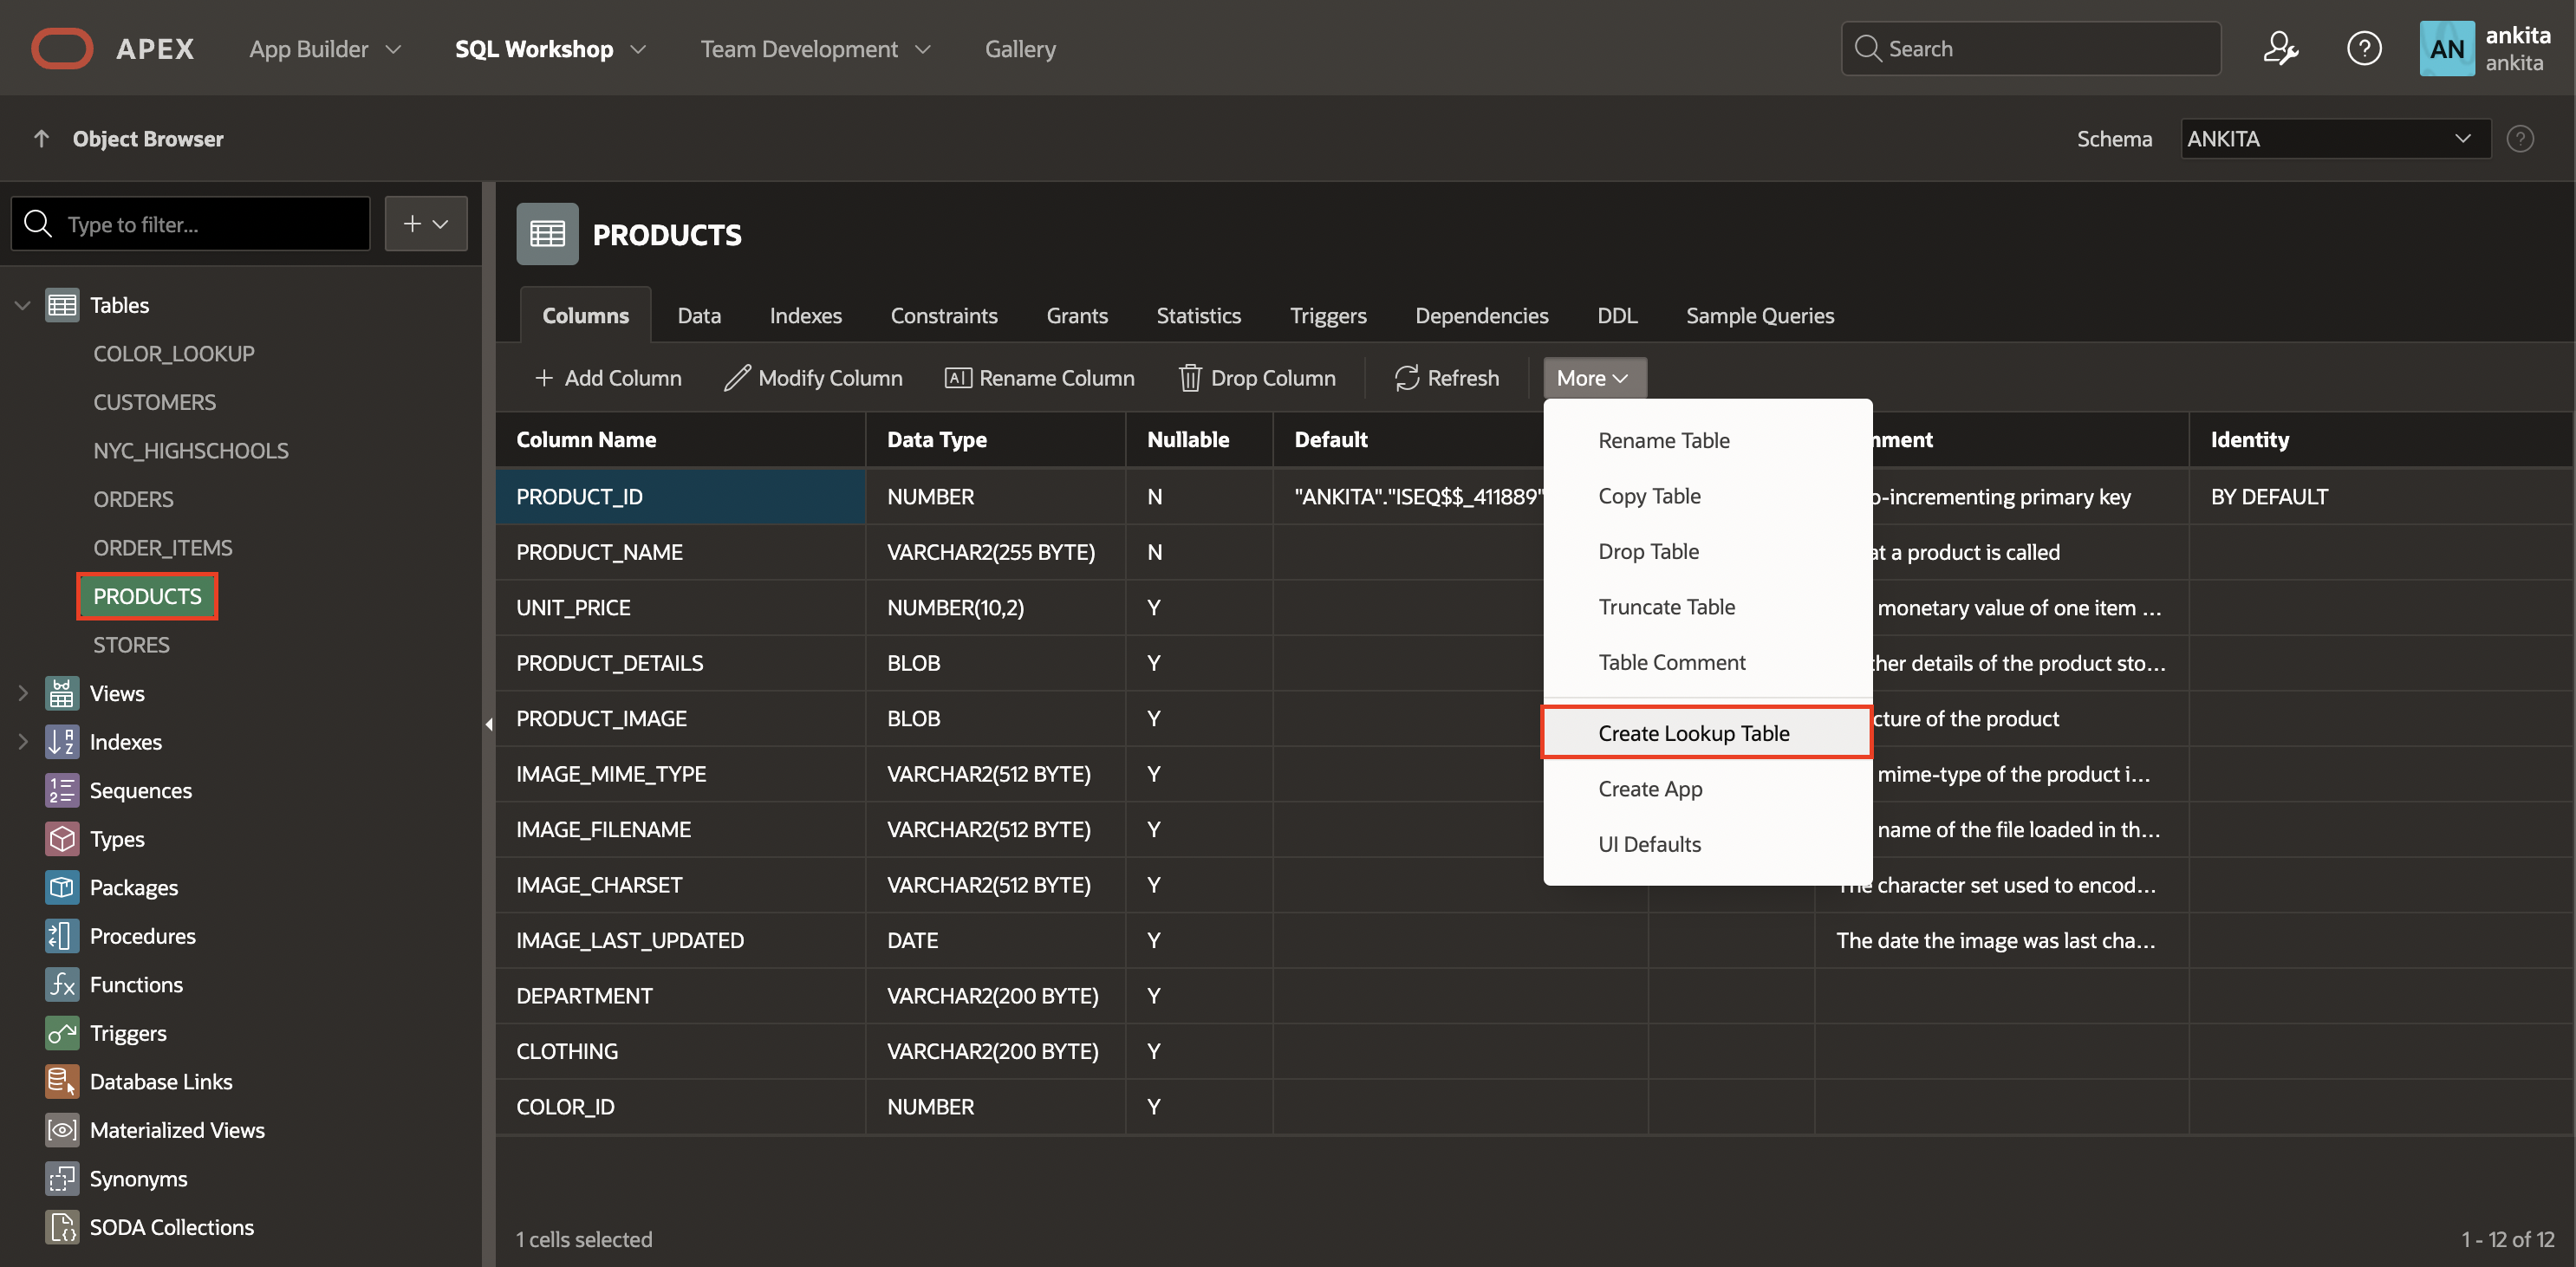 APEX App Builder SQL Workshop Team Development Gallery Search AN ankita
ankita
Object Browser Schema ANKITA
Type to filter...
Tables
COLOR_LOOKUP
CUSTOMERS
NYC_HIGHSCHOOLS
ORDERS
ORDER_ITEMS
PRODUCTS
STORES
Views
Indexes
Sequences
Types
Packages
Procedures
Functions
Triggers
Database Links
Materialized Views
Synonyms
SODA Collections
PRODUCTS
Columns Data Indexes Constraints Grants Statistics Triggers Dependencies DDL Sample Queries
+ Add Column Modify Column Rename Column Drop Column Refresh More
Column Name Data Type Nullable Default mment Identity
PRODUCT_ID NUMBER N "ANKITA"."ISEQ$$_411889" o-incrementing primary key BY DEFAULT
PRODUCT_NAME VARCHAR2(255 BYTE) N at a product is called
UNIT_PRICE NUMBER(10,2) Y monetary value of one item ...
PRODUCT_DETAILS BLOB Y her details of the product sto...
PRODUCT_IMAGE BLOB Y cture of the product
IMAGE_MIME_TYPE VARCHAR2(512 BYTE) Y mime-type of the product i...
IMAGE_FILENAME VARCHAR2(512 BYTE) Y name of the file loaded in th...
IMAGE_CHARSET VARCHAR2(512 BYTE) Y The character set used to encod...
IMAGE_LAST_UPDATED DATE Y The date the image was last cha...
DEPARTMENT VARCHAR2(200 BYTE) Y
CLOTHING VARCHAR2(200 BYTE) Y
COLOR_ID NUMBER Y
Rename Table
Copy Table
Drop Table
Truncate Table
Table Comment
Create Lookup Table
Create App
UI Defaults
1 cells selected 1 - 12 of 12